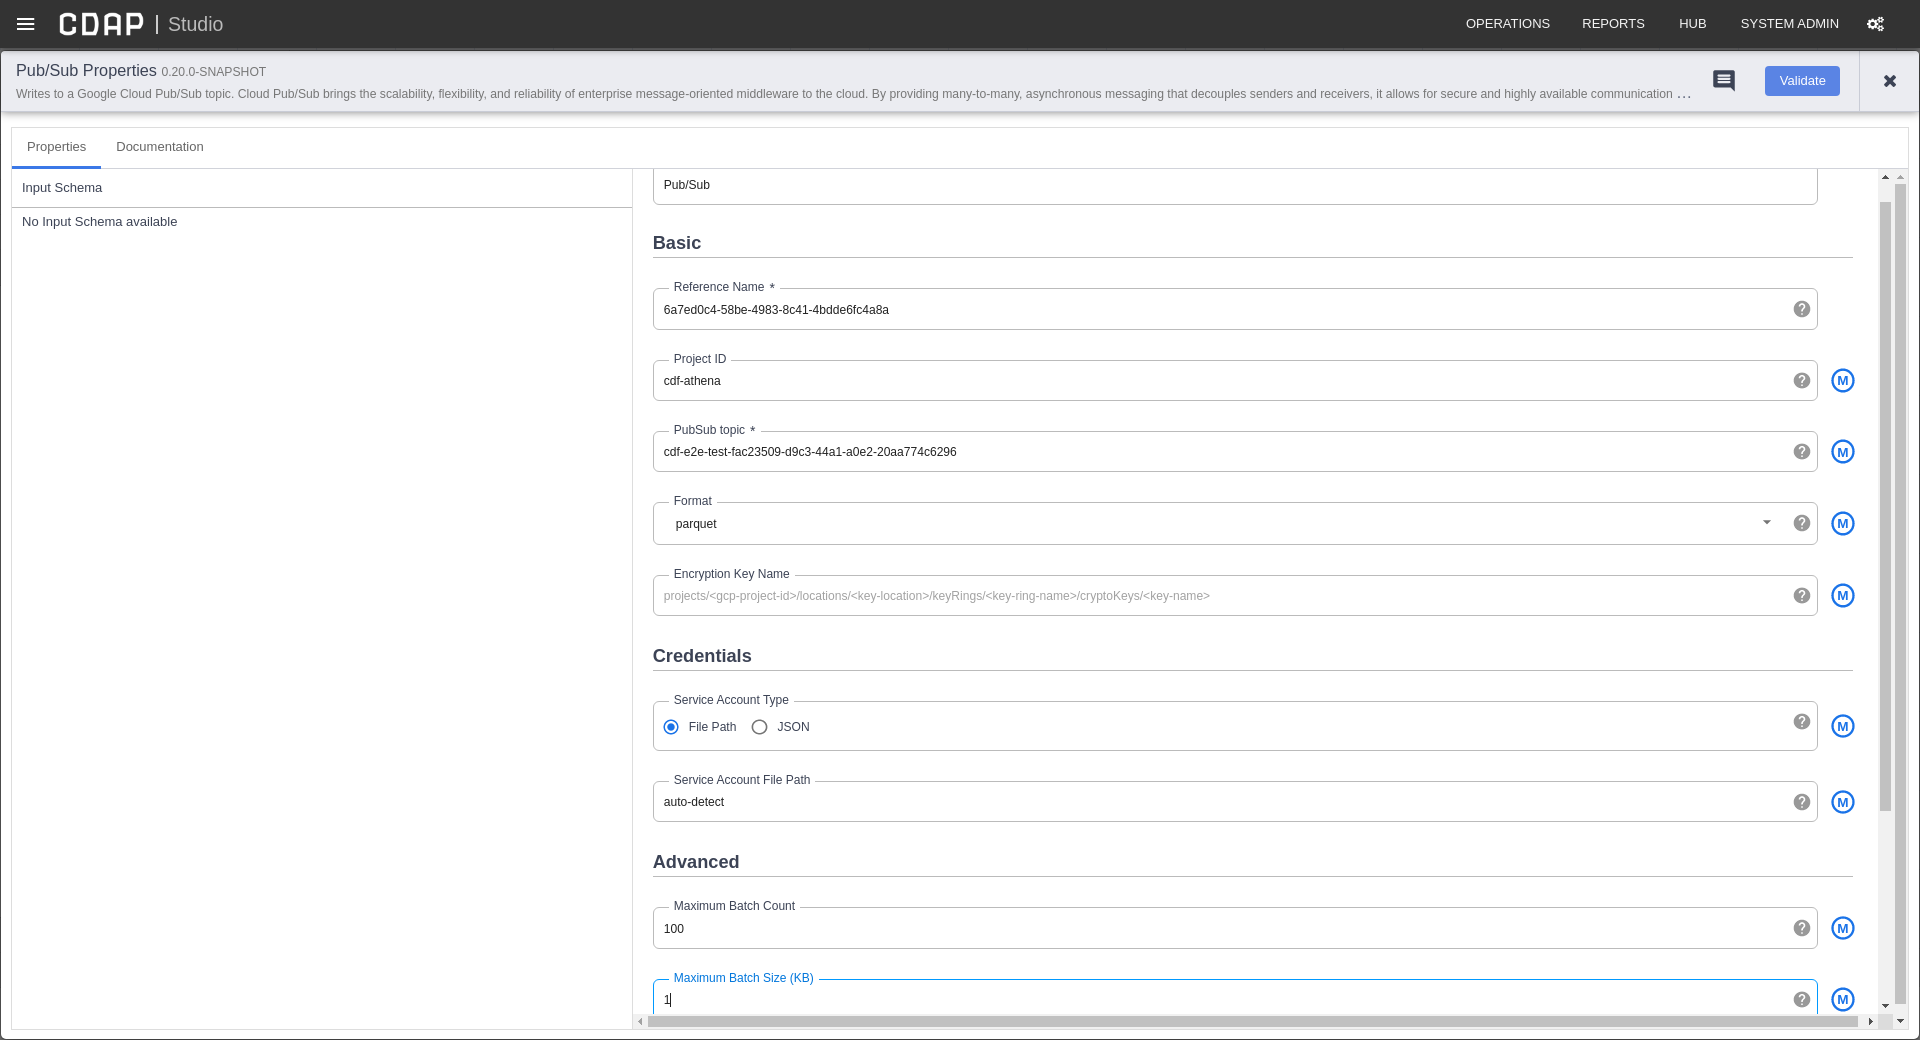 CDAP | Studio OPERATIONS REPORTS HUB SYSTEM ADMIN
Pub/Sub Properties 0.20.0-SNAPSHOT
Writes to a Google Cloud Pub/Sub topic. Cloud Pub/Sub brings the scalability, flexibility, and reliability of enterprise message-oriented middleware to the cloud. By providing many-to-many, asynchronous messaging that decouples senders and receivers, it allows for secure and highly available communication ...
Validate
Properties Documentation
Input Schema
No Input Schema available
Pub/Sub
Basic
Reference Name *
6a7ed0c4-58be-4983-8c41-4bdde6fc4a8a
Project ID
cdf-athena
M
PubSub topic *
cdf-e2e-test-fac23509-d9c3-44a1-a0e2-20aa774c6296
M
Format
parquet
M
Encryption Key Name
projects/<gcp-project-id>/locations/<key-location>/keyRings/<key-ring-name>/cryptoKeys/<key-name>
M
Credentials
Service Account Type
File Path JSON
M
Service Account File Path
auto-detect
M
Advanced
Maximum Batch Count
100
M
Maximum Batch Size (KB)
1
M